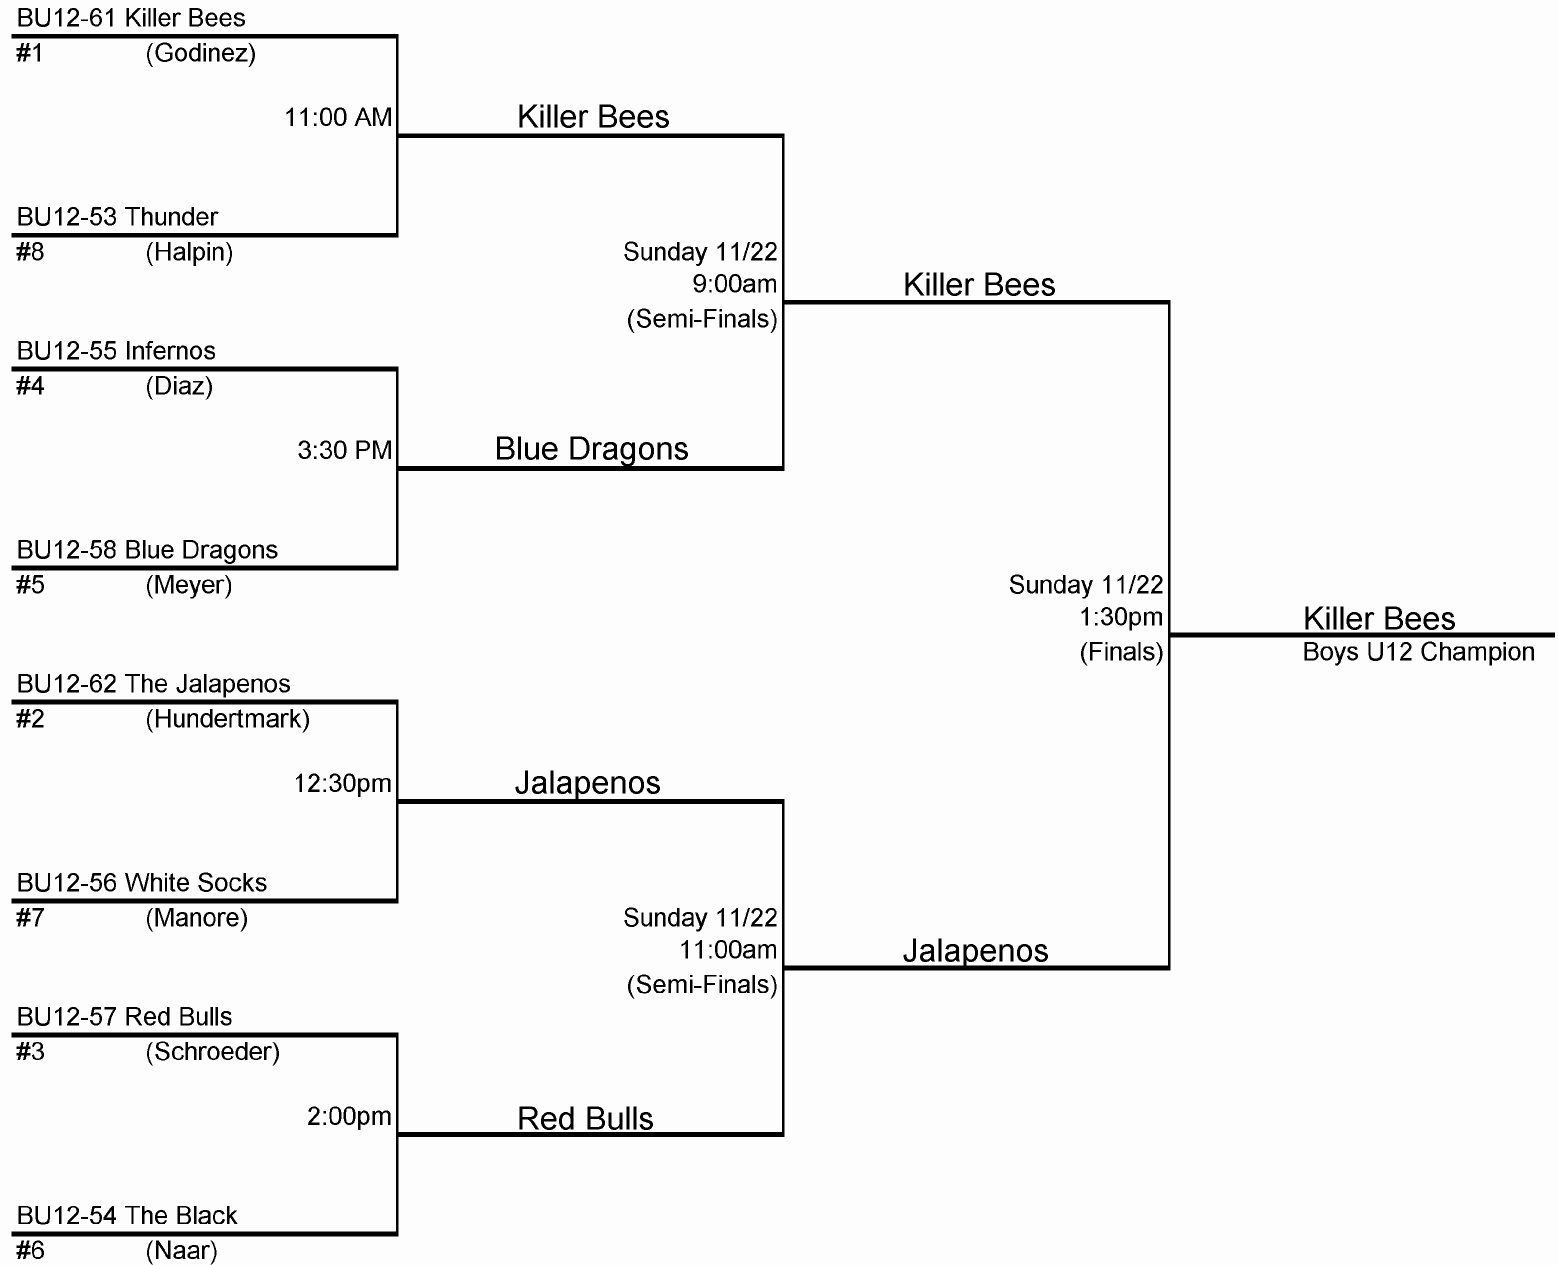 BU12-61 Killer Bees
#1 (Godinez)
11:00 AM
Killer Bees
BU12-53 Thunder
#8 (Halpin)
Sunday 11/22
9:00am
(Semi-Finals)
Killer Bees
BU12-55 Infernos
#4 (Diaz)
3:30 PM
Blue Dragons
BU12-58 Blue Dragons
#5 (Meyer)
Sunday 11/22
1:30pm
(Finals)
Killer Bees
Boys U12 Champion
BU12-62 The Jalapenos
#2 (Hundertmark)
12:30pm
Jalapenos
BU12-56 White Socks
#7 (Manore)
Sunday 11/22
11:00am
(Semi-Finals)
Jalapenos
BU12-57 Red Bulls
#3 (Schroeder)
2:00pm
Red Bulls
BU12-54 The Black
#6 (Naar)